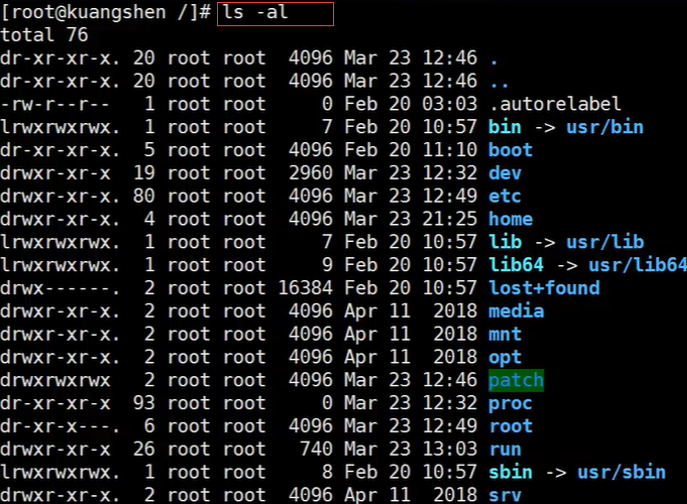 [root@kuangshen /]# ls -al
total 76
dr-xr-xr-x. 20 root root  4096 Mar 23 12:46 .
dr-xr-xr-x. 20 root root  4096 Mar 23 12:46 ..
-rw-r--r--   1 root root     0 Feb 20 03:03 .autorelabel
lrwxrwxrwx.  1 root root     7 Feb 20 10:57 bin -> usr/bin
dr-xr-xr-x.  5 root root  4096 Feb 20 11:10 boot
drwxr-xr-x  19 root root  2960 Mar 23 12:32 dev
drwxr-xr-x. 80 root root  4096 Mar 23 12:49 etc
drwxr-xr-x.  4 root root  4096 Mar 23 21:25 home
lrwxrwxrwx.  1 root root     7 Feb 20 10:57 lib -> usr/lib
lrwxrwxrwx.  1 root root     9 Feb 20 10:57 lib64 -> usr/lib64
drwx------.  2 root root 16384 Feb 20 10:57 lost+found
drwxr-xr-x.  2 root root  4096 Apr 11  2018 media
drwxr-xr-x.  2 root root  4096 Apr 11  2018 mnt
drwxr-xr-x.  2 root root  4096 Apr 11  2018 opt
drwxrwxrwx   2 root root  4096 Mar 23 12:46 patch
dr-xr-xr-x  93 root root     0 Mar 23 12:32 proc
dr-xr-x---.  6 root root  4096 Mar 23 12:49 root
drwxr-xr-x  26 root root   740 Mar 23 13:03 run
lrwxrwxrwx.  1 root root     8 Feb 20 10:57 sbin -> usr/sbin
drwxr-xr-x.  2 root root  4096 Apr 11  2018 srv